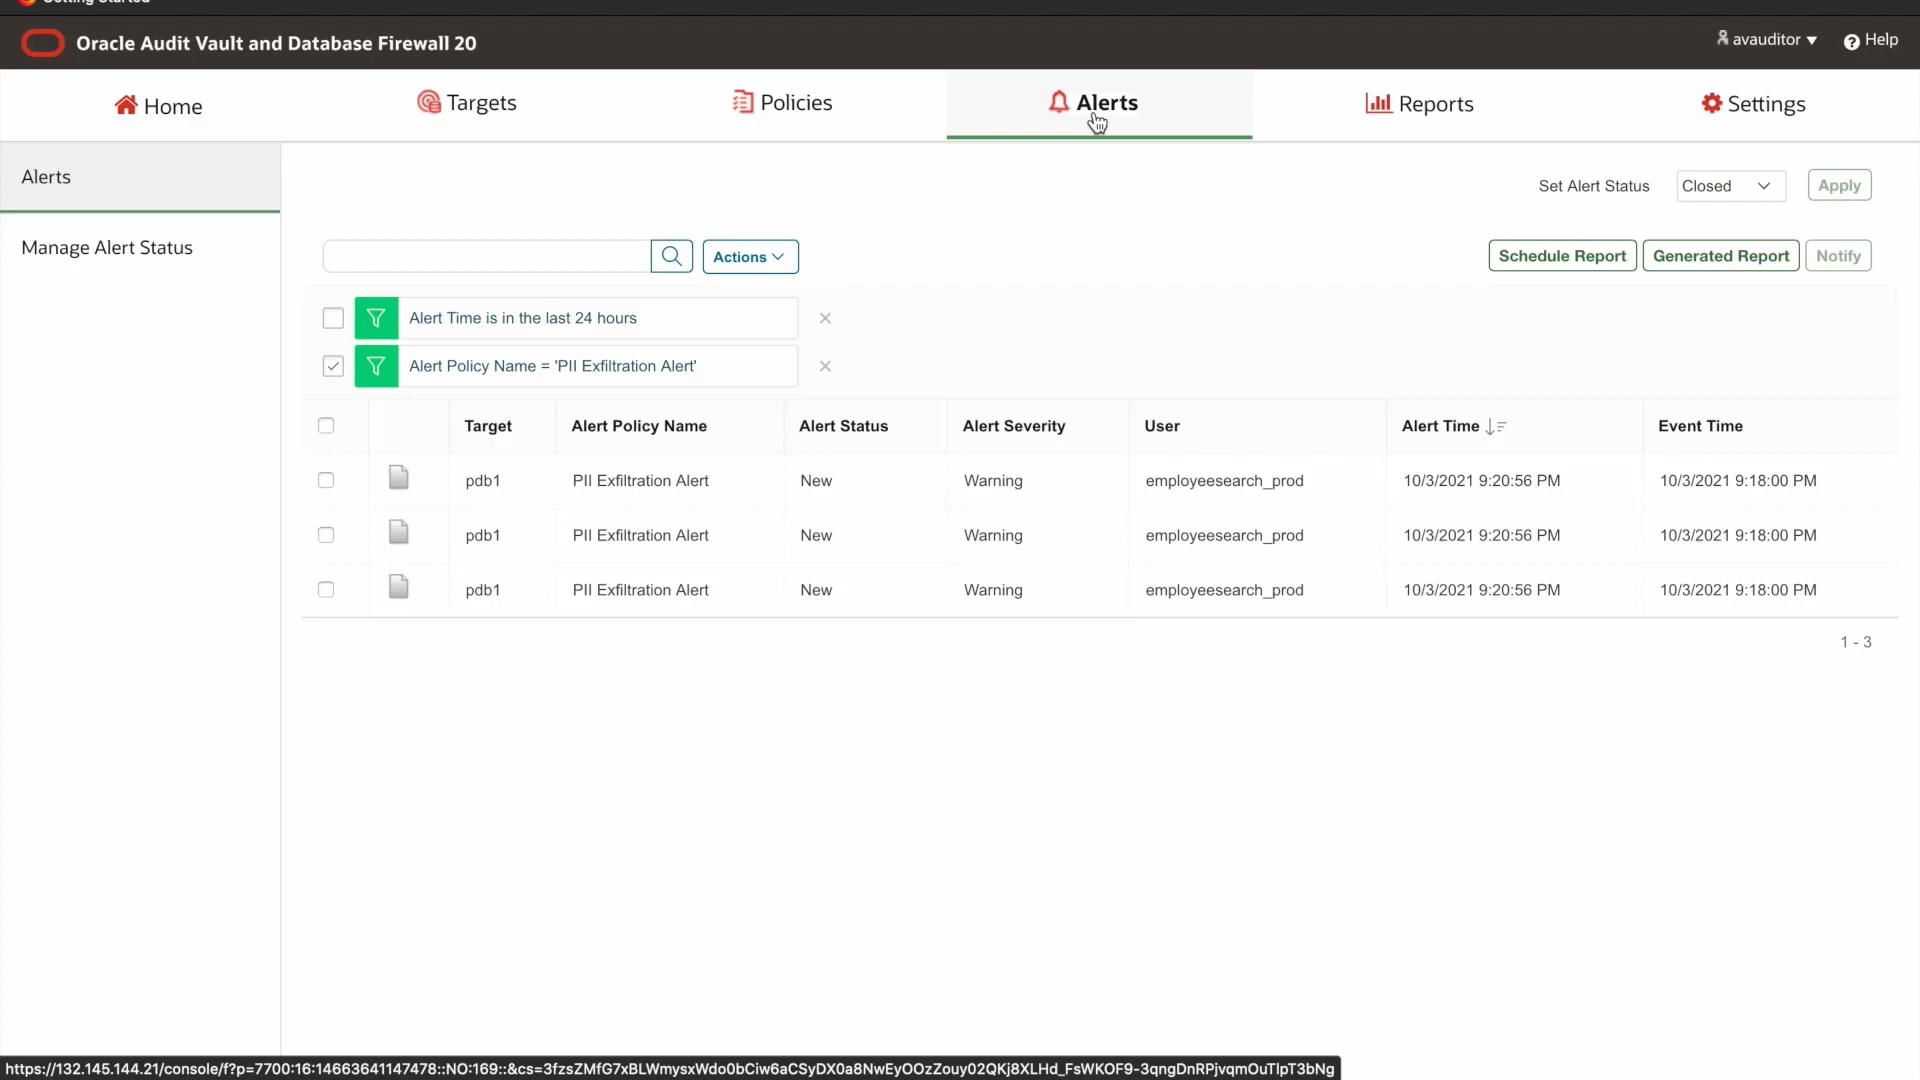 Getting Started
Oracle Audit Vault and Database Firewall 20
avauditor
Help
Home
Targets
Policies
Alerts
Reports
Settings
Alerts
Manage Alert Status
Set Alert Status
Closed
Apply
Actions
Schedule Report
Generated Report
Notify
Alert Time is in the last 24 hours
Alert Policy Name = 'PII Exfiltration Alert'
Target Alert Policy Name Alert Status Alert Severity User Alert Time Event Time
pdb1 PII Exfiltration Alert New Warning employeesearch_prod 10/3/2021 9:20:56 PM 10/3/2021 9:18:00 PM
pdb1 PII Exfiltration Alert New Warning employeesearch_prod 10/3/2021 9:20:56 PM 10/3/2021 9:18:00 PM
pdb1 PII Exfiltration Alert New Warning employeesearch_prod 10/3/2021 9:20:56 PM 10/3/2021 9:18:00 PM
1 - 3
https://132.145.144.21/console/f?p=7700:16:14663641147478::NO:169::&cs=3fzsZMfG7xBLWmysxWdo0bCiw6aCSyDX0a8NwEyOOzZouy02QKj8XLHd_FsWKOF9-3qngDnRPjvqmOuTlpT3bNg